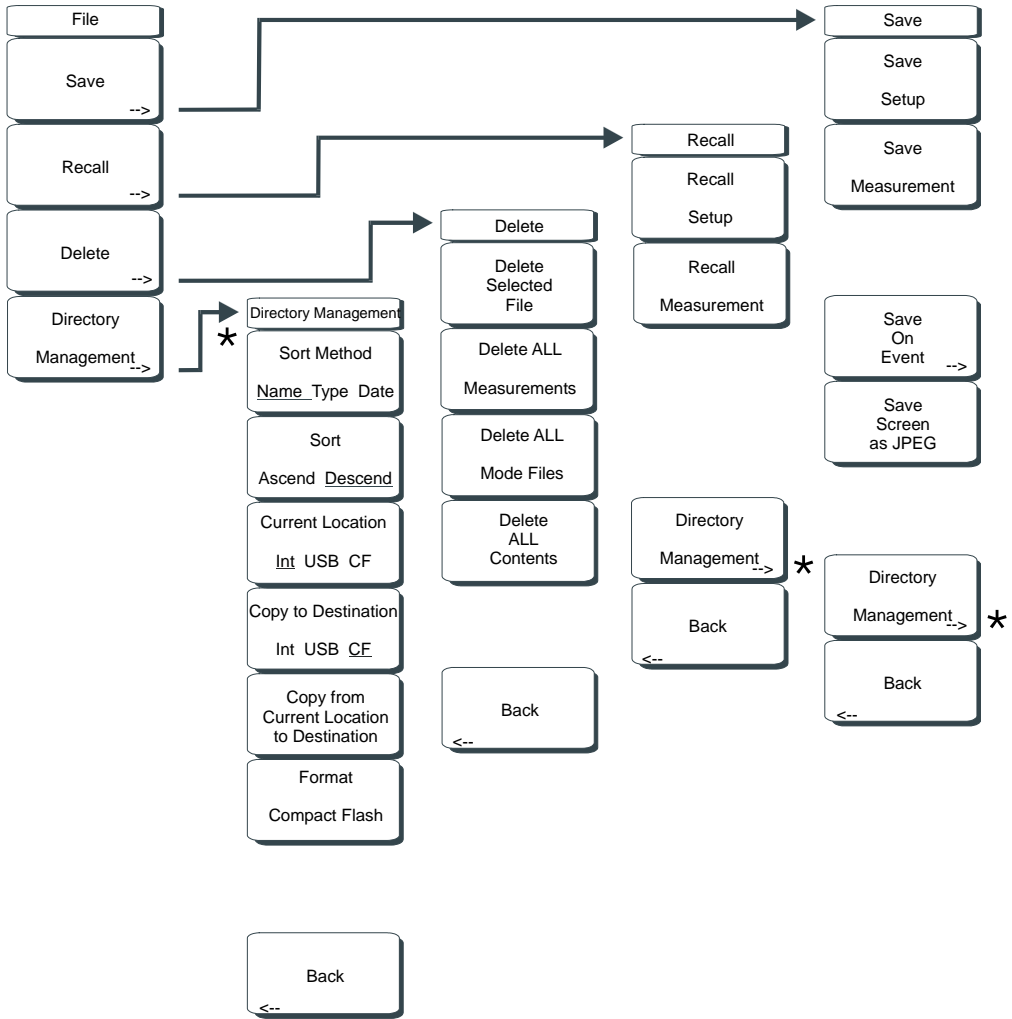 File
Save
-->
Recall
-->
Delete
-->
Directory
Management
-->
*
Directory Management
Sort Method
Name Type Date
Sort
Ascend Descend
Current Location
Int USB CF
Copy to Destination
Int USB CF
Copy from
Current Location
to Destination
Format
Compact Flash
Back
<--
Delete
Delete
Selected
File
Delete ALL
Measurements
Delete ALL
Mode Files
Delete
ALL
Contents
Back
<--
Recall
Recall
Setup
Recall
Measurement
Directory
Management
-->
*
Back
<--
Save
Save
Setup
Save
Measurement
Save
On
Event
-->
Save
Screen
as JPEG
Directory
Management
-->
*
Back
<--